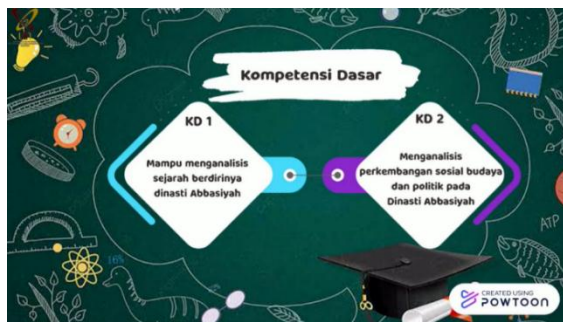 Kompetensi Dasar
KD 1
Mampu menganalisis
sejarah berdirinya
dinasti Abbasiyah
KD 2
Menganalisis
perkembangan sosial budaya
dan politik pada
Dinasti Abbasiyah
16%
ATP
CREATED USING
POWTOON